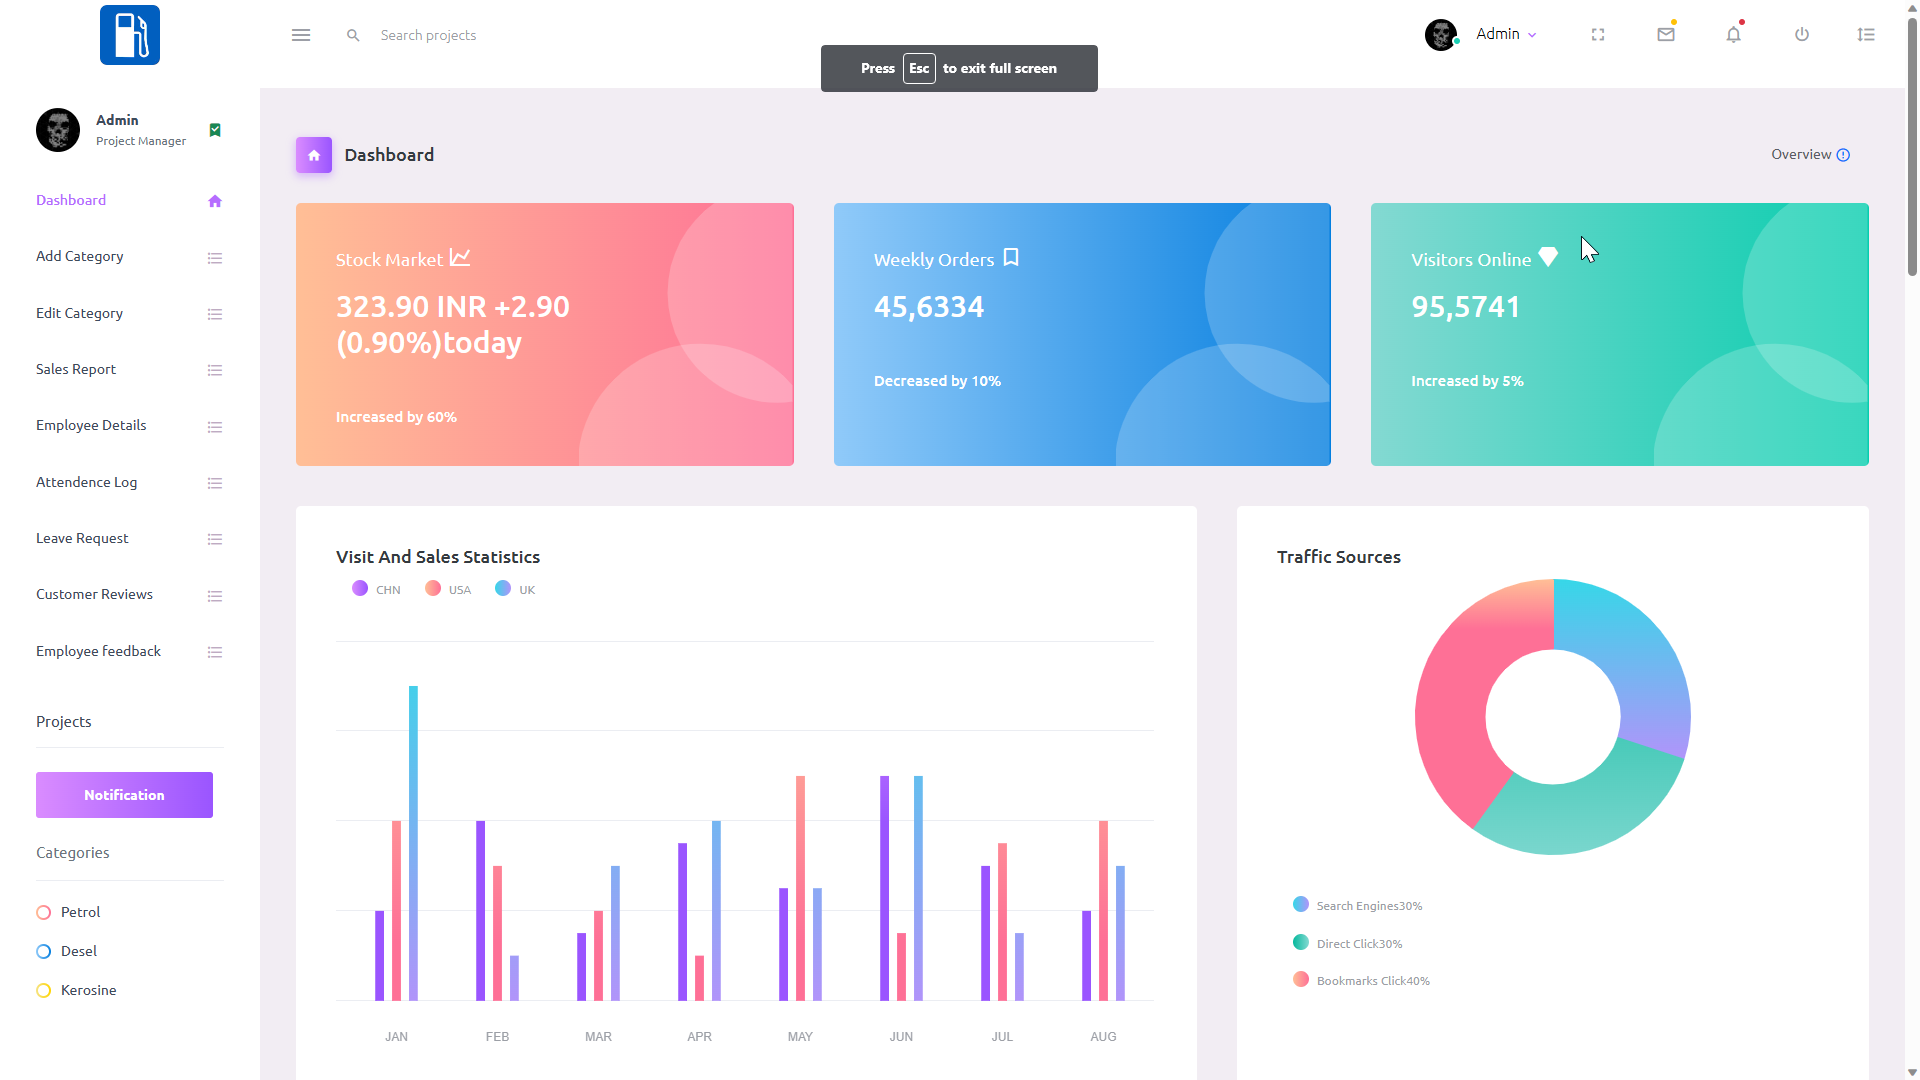 Search projects
Admin
Press Esc to exit full screen
Admin
Project Manager
Dashboard
Add Category
Edit Category
Sales Report
Employee Details
Attendence Log
Leave Request
Customer Reviews
Employee feedback
Projects
Notification
Categories
Petrol
Desel
Kerosine
Dashboard
Overview
Stock Market
323.90 INR +2.90
(0.90%)today
Increased by 60%
Weekly Orders
45,6334
Decreased by 10%
Visitors Online
95,5741
Increased by 5%
Visit And Sales Statistics
CHN USA UK
JAN FEB MAR APR MAY JUN JUL AUG
Traffic Sources
Search Engines30%
Direct Click30%
Bookmarks Click40%